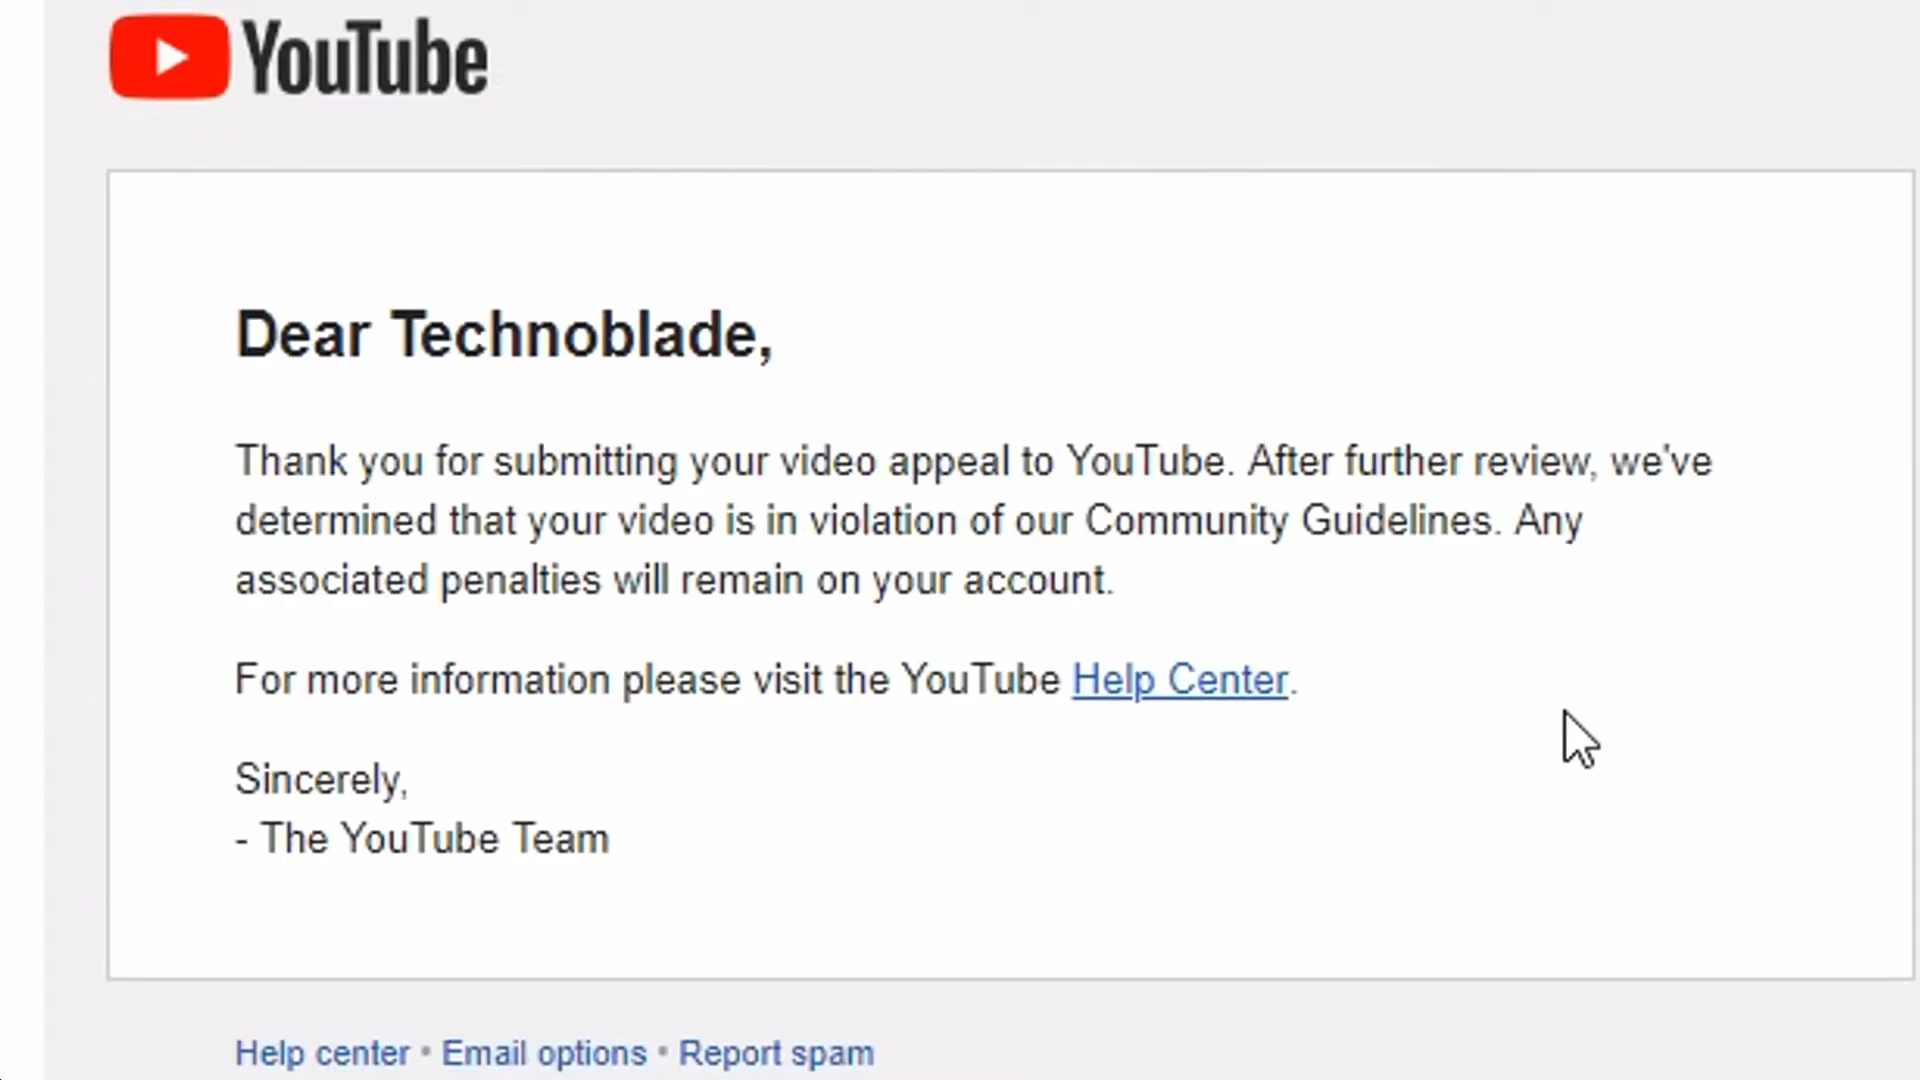 YouTube
Dear Technoblade,
Thank you for submitting your video appeal to YouTube. After further review, we've
determined that your video is in violation of our Community Guidelines. Any
associated penalties will remain on your account.
For more information please visit the YouTube Help Center.
Sincerely,
- The YouTube Team
Help center • Email options • Report spam